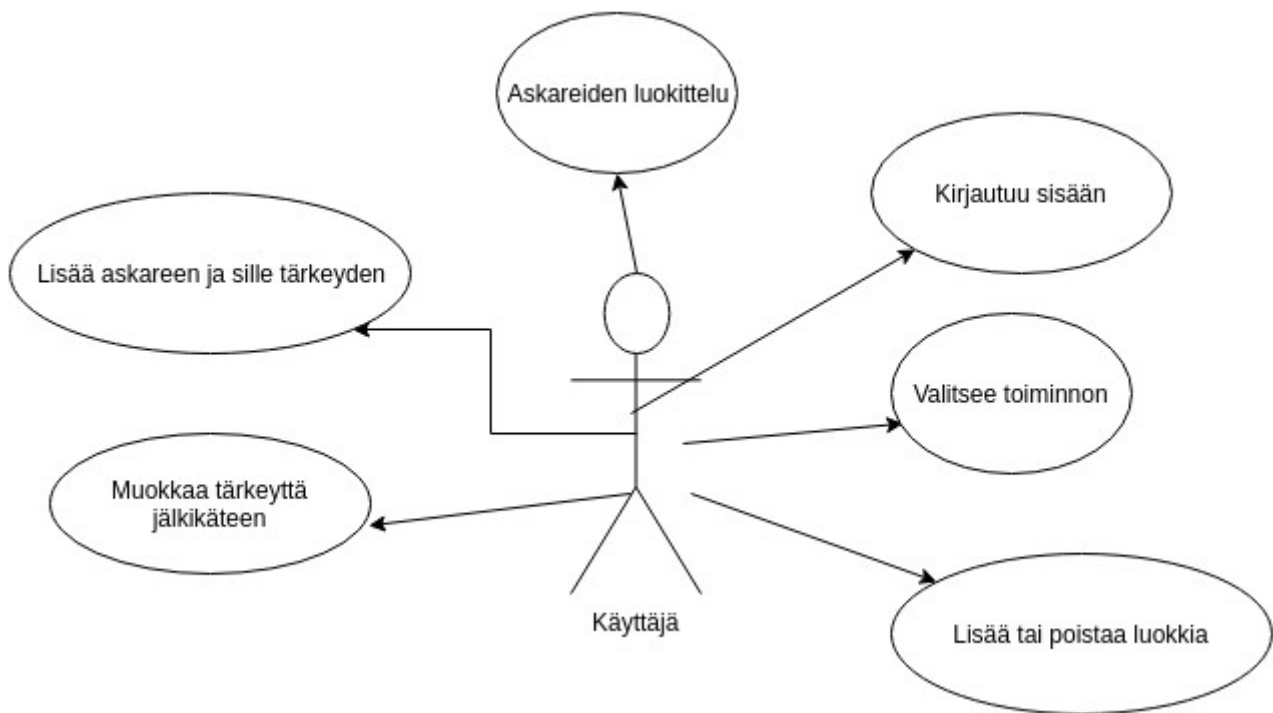 Askareiden luokittelu
Kirjautuu sisään
Lisää askareen ja sille tärkeyden
Valitsee toiminnon
Muokkaa tärkeyttä
jälkikäteen
Käyttäjä
Lisää tai poistaa luokkia